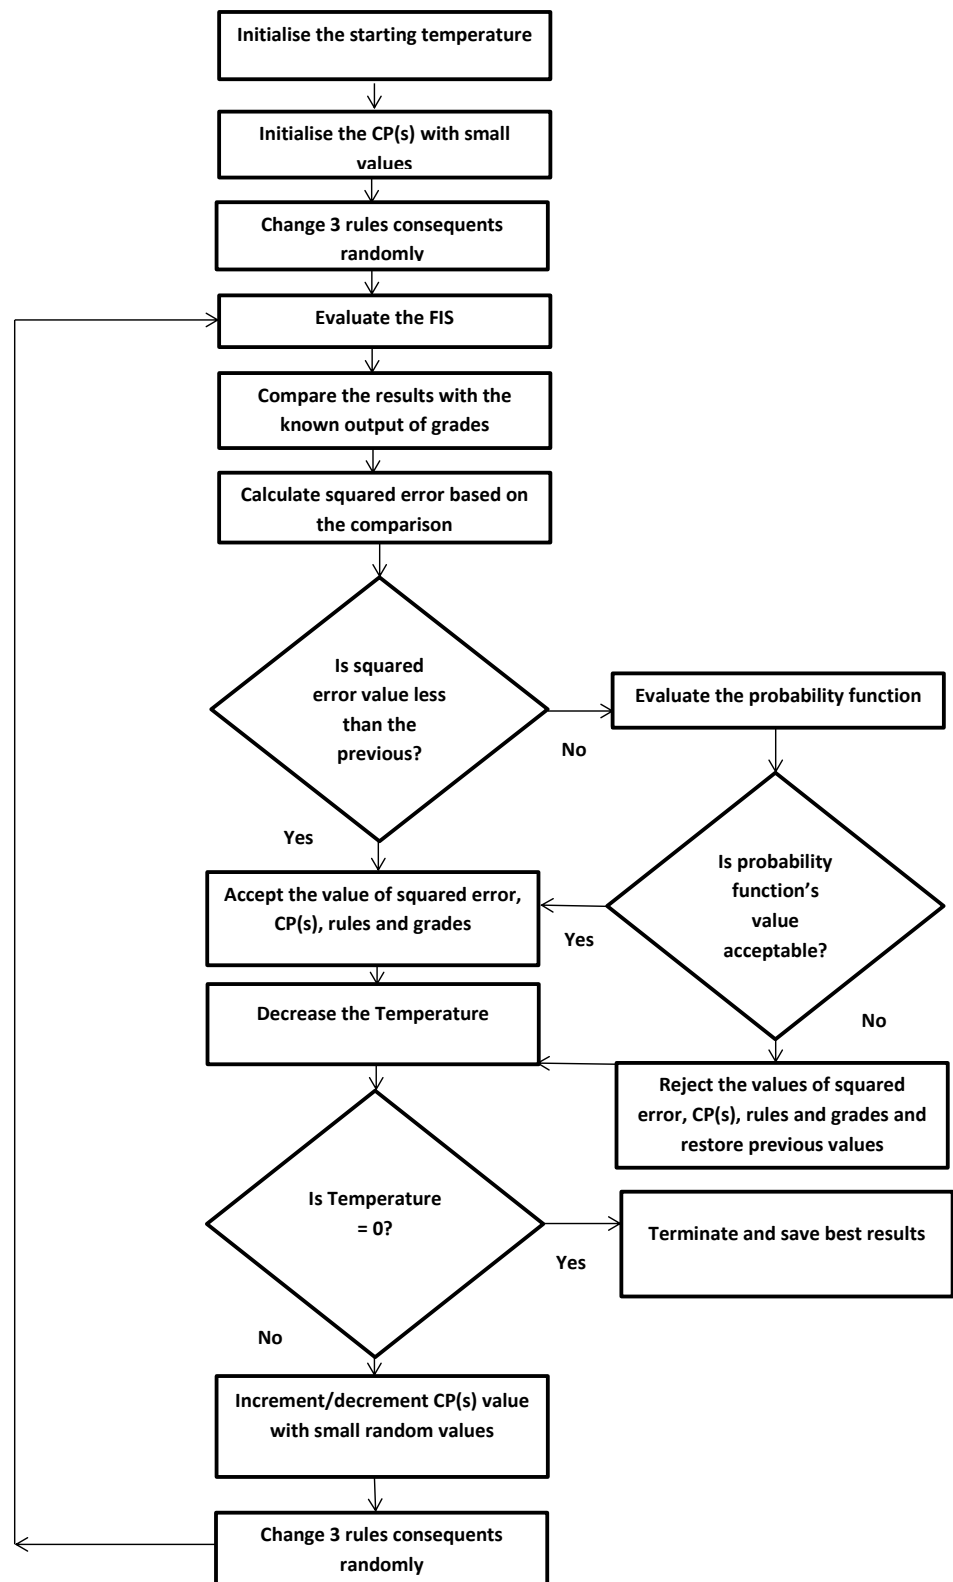 Initialise the starting temperature
Initialise the CP(s) with small
values
Change 3 rules consequents
randomly
Evaluate the FIS
Compare the results with the
known output of grades
Calculate squared error based on
the comparison
Is squared
error value less
than the
previous?
No
Evaluate the probability function
Yes
Is probability
function’s
value
acceptable?
Accept the value of squared error,
CP(s), rules and grades
Yes
No
Decrease the Temperature
Reject the values of squared
error, CP(s), rules and grades and
restore previous values
Is Temperature
= 0?
Yes
Terminate and save best results
No
Increment/decrement CP(s) value
with small random values
Change 3 rules consequents
randomly